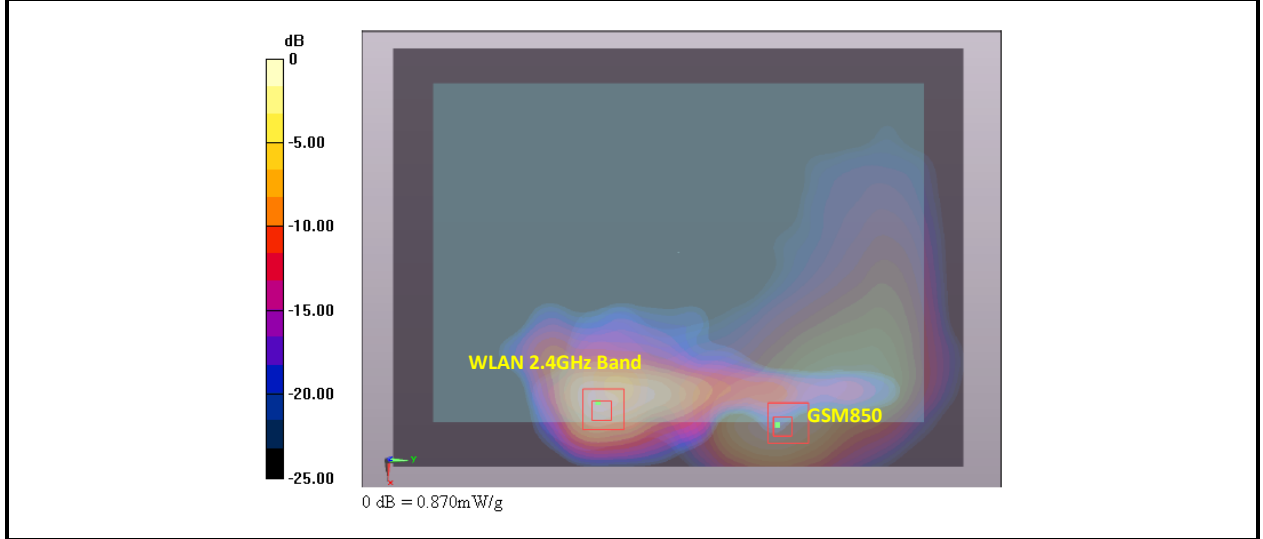 dB
0
-5.00
-10.00
-15.00
-20.00
-25.00
WLAN 2.4GHz Band
GSM850
Y
X
0 dB = 0.870mW/g